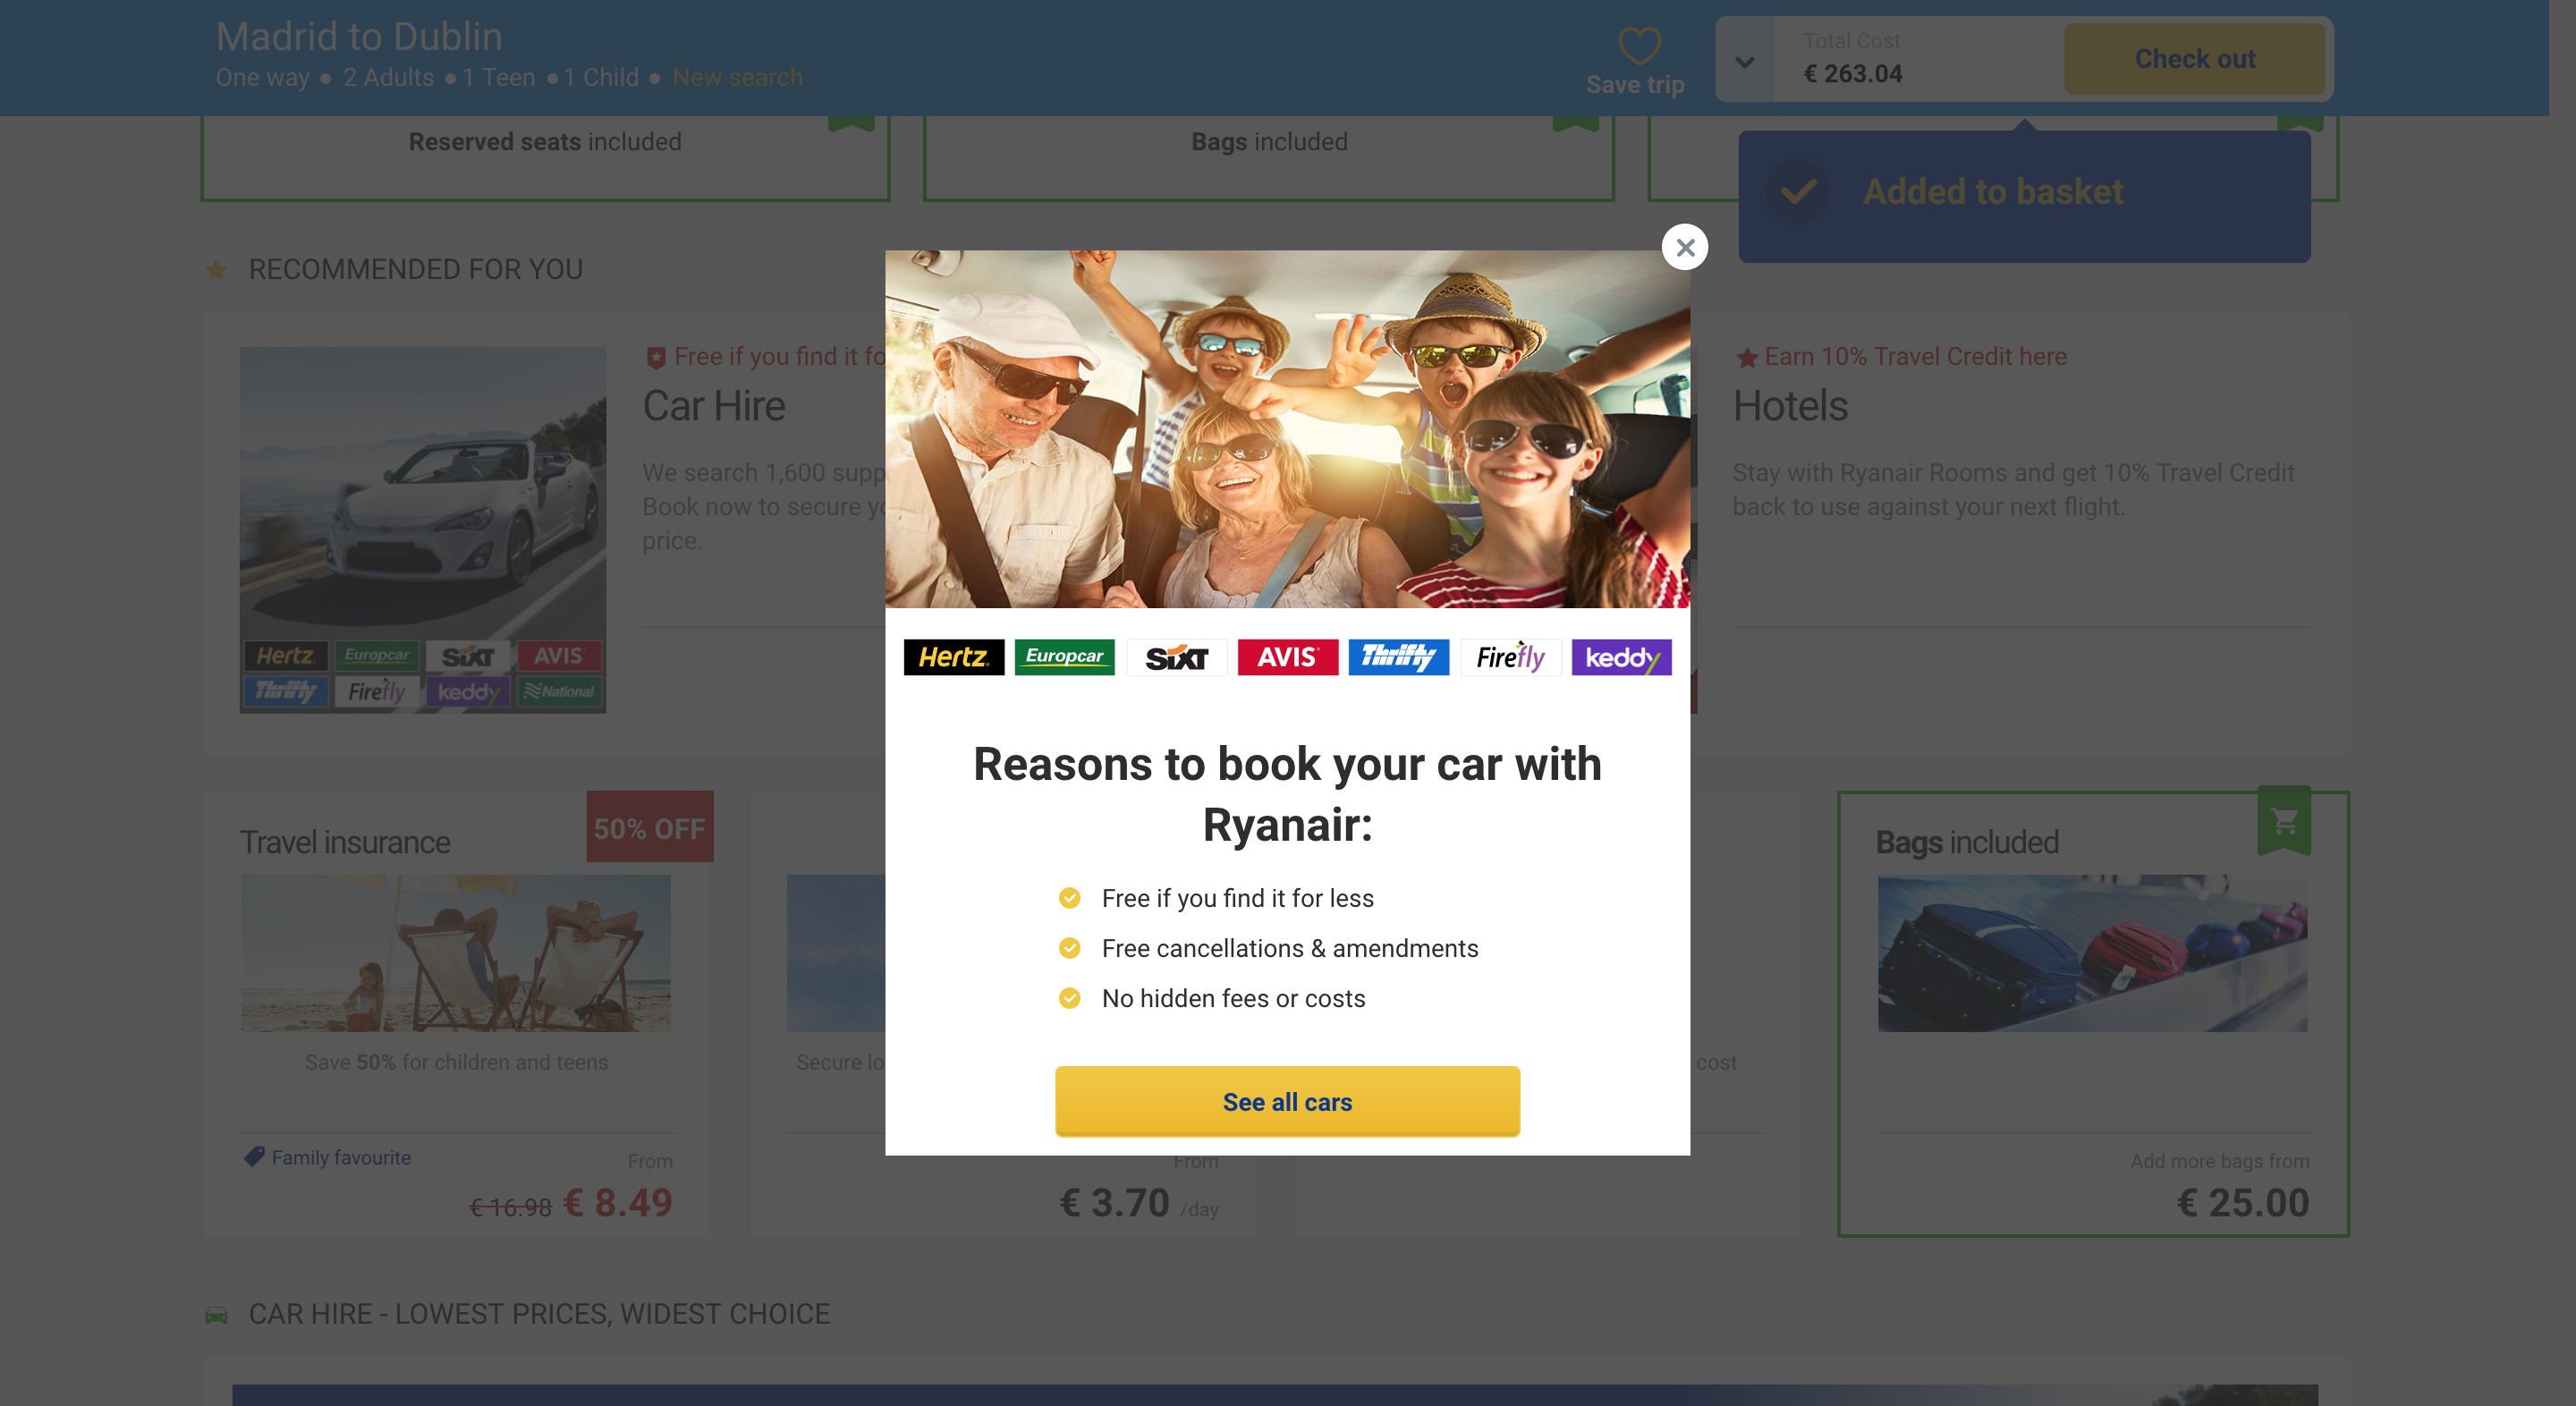 Madrid to Dublin
One way ● 2 Adults ● 1 Teen ● 1 Child ● New search
Save trip
Total Cost
€ 263.04
Check out
Reserved seats included
Bags included
Added to basket
RECOMMENDED FOR YOU
Free if you find it fo
Car Hire
We search 1,600 supp
Book now to secure yo
price.
Hertz
Europcar
SIXT
AVIS
Thrifty
Firefly
keddy
National
Earn 10% Travel Credit here
Hotels
Stay with Ryanair Rooms and get 10% Travel Credit
back to use against your next flight.
Hertz
Europcar
SIXT
AVIS
Thrifty
Firefly
keddy
Reasons to book your car with
Ryanair:
Free if you find it for less
Free cancellations & amendments
No hidden fees or costs
See all cars
Travel insurance
50% OFF
Save 50% for children and teens
Family favourite
From
€ 16.98 € 8.49
Secure lo
From
€ 3.70 /day
cost
Bags included
Add more bags from
€ 25.00
CAR HIRE - LOWEST PRICES, WIDEST CHOICE